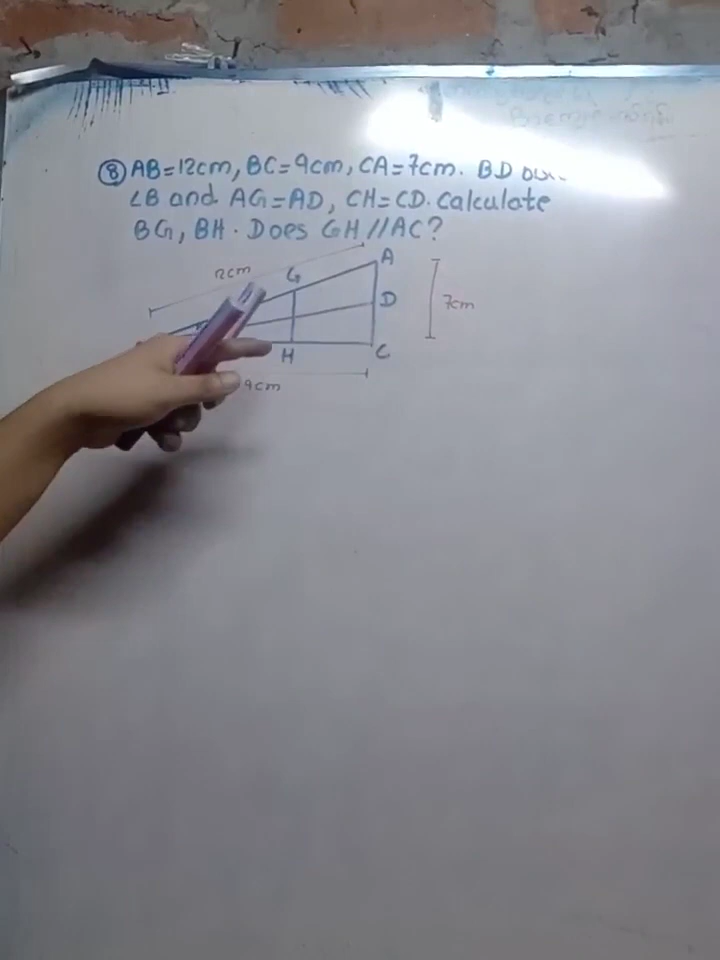 ⑧ AB=12cm, BC=9cm, CA=7cm. BD
∠B and AG=AD, CH=CD. Calculate
BG, BH. Does GH//AC?
12cm
G
A
D
7cm
H
C
9cm